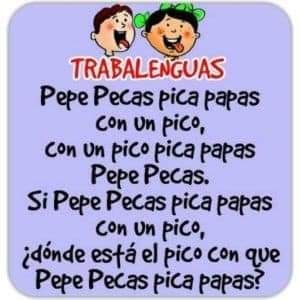 TRABALENGUAS
Pepe Pecas pica papas
con un pico,
con un pico pica papas
Pepe Pecas.
Si Pepe Pecas pica papas
con un pico,
¿dónde está el pico con que
Pepe Pecas pica papas?